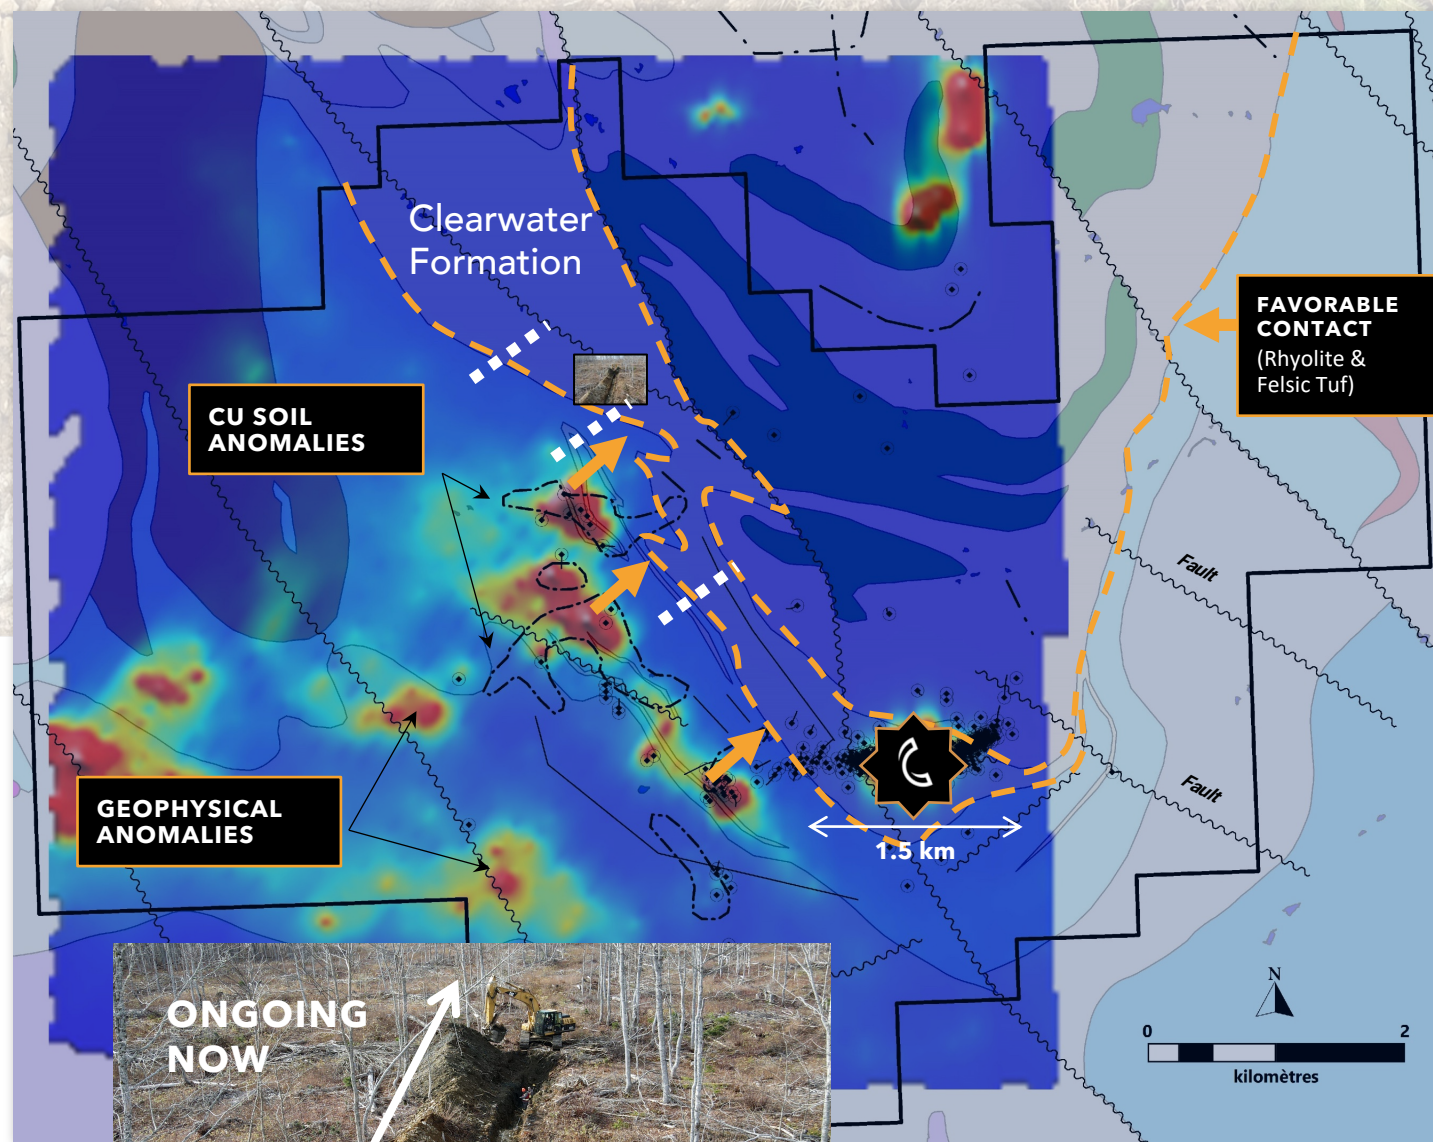 Clearwater
Formation
FAVORABLE
CONTACT
(Rhyolite &
Felsic Tuf)
CU SOIL
ANOMALIES
Fault
Fault
GEOPHYSICAL
ANOMALIES
1.5 km
ONGOING
NOW
N
0 2
kilomètres